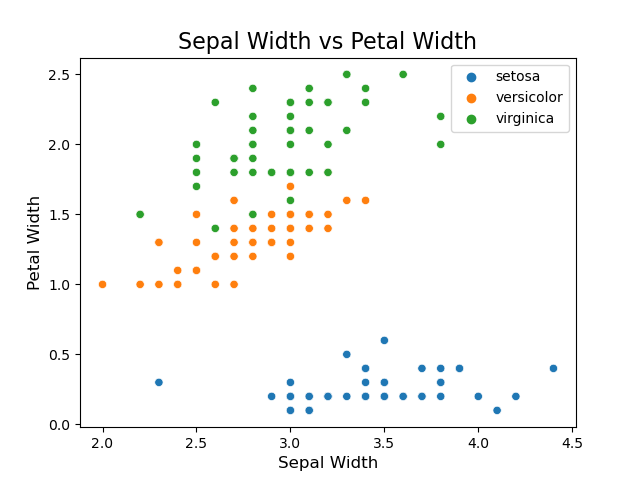 Sepal Width vs Petal Width
setosa
versicolor
virginica
Petal Width
2.5
2.0
1.5
1.0
0.5
0.0
2.0 2.5 3.0 3.5 4.0 4.5
Sepal Width